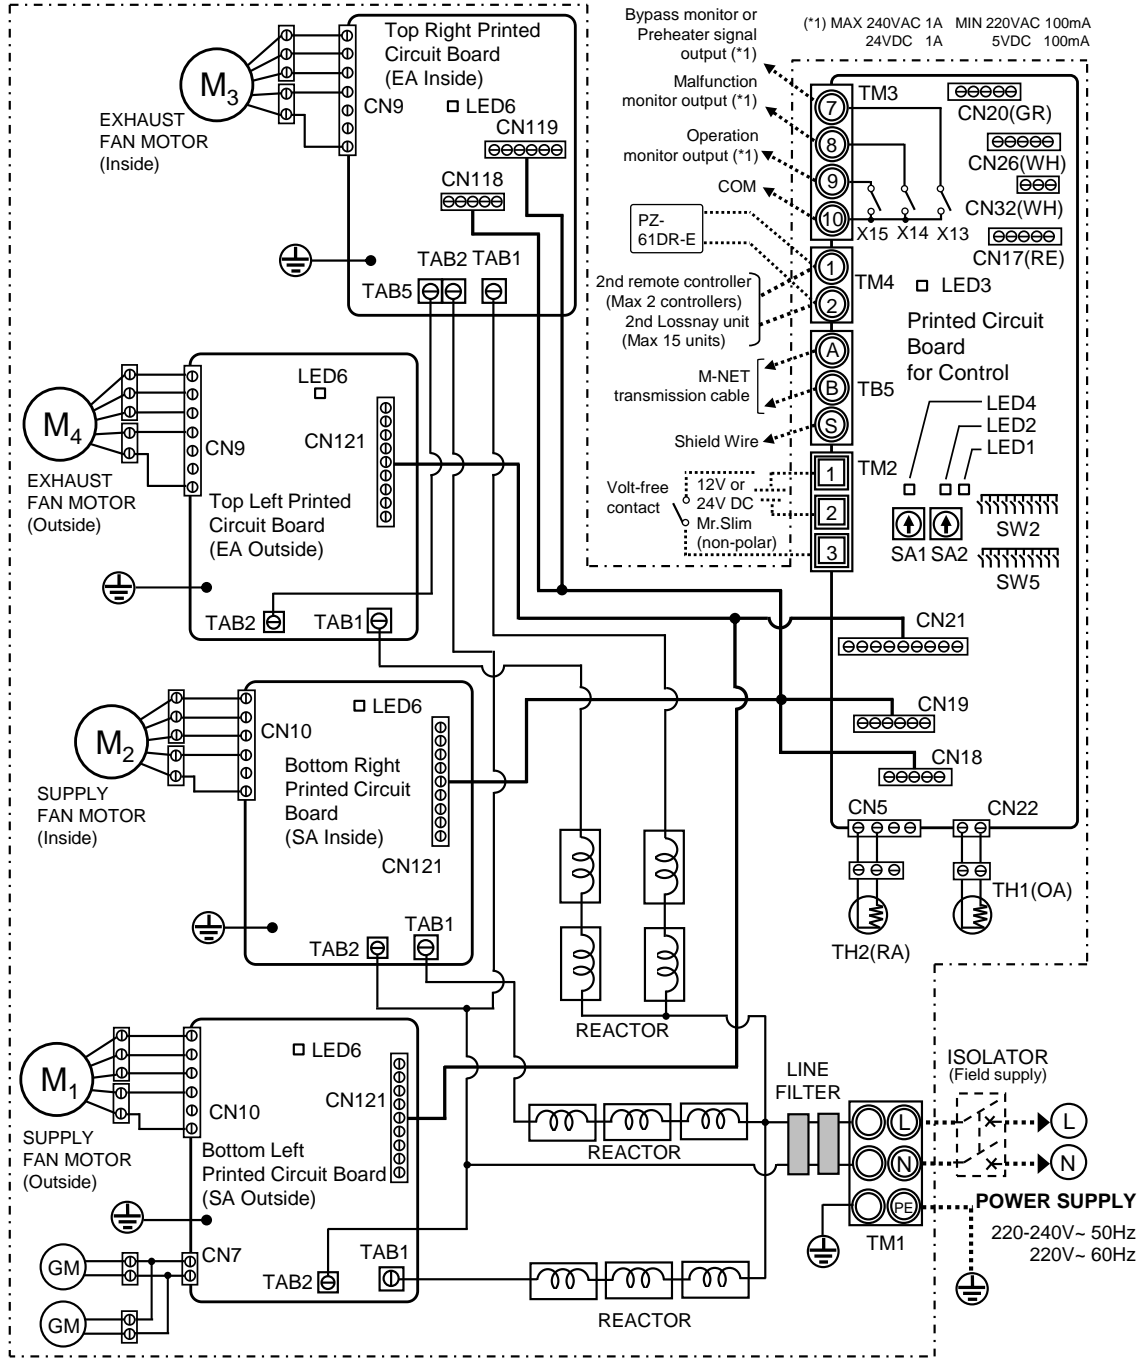 Bypass monitor or
Preheater signal
output (*1)
(*1) MAX 240VAC 1A MIN 220VAC 100mA
24VDC 1A 5VDC 100mA
Malfunction
monitor output (*1)
Operation
monitor output (*1)
COM
PZ-
61DR-E
2nd remote controller
(Max 2 controllers)
2nd Lossnay unit
(Max 15 units)
M-NET
transmission cable
Shield Wire
Volt-free
contact
12V or
24V DC
Mr.Slim
(non-polar)
TM3
7
8
9
10
X15 X14 X13
TM4
1
2
TB5
A
B
S
TM2
1
2
3
CN20(GR)
CN26(WH)
CN32(WH)
CN17(RE)
LED3
Printed Circuit
Board
for Control
LED4
LED2
LED1
SA1 SA2
SW2
SW5
CN21
CN19
CN18
CN5
CN22
TH1(OA)
TH2(RA)
M3
EXHAUST
FAN MOTOR
(Inside)
CN9
Top Right Printed
Circuit Board
(EA Inside)
LED6
CN119
CN118
TAB2 TAB1
TAB5
M4
EXHAUST
FAN MOTOR
(Outside)
CN9
LED6
CN121
Top Left Printed
Circuit Board
(EA Outside)
TAB2
TAB1
M2
SUPPLY
FAN MOTOR
(Inside)
CN10
LED6
Bottom Right
Printed Circuit
Board
(SA Inside)
CN121
TAB2
TAB1
REACTOR
M1
SUPPLY
FAN MOTOR
(Outside)
CN10
LED6
CN121
Bottom Left
Printed Circuit Board
(SA Outside)
CN7
TAB2
TAB1
GM
GM
REACTOR
REACTOR
LINE
FILTER
ISOLATOR
(Field supply)
L
N
PE
TM1
L
N
POWER SUPPLY
220-240V~ 50Hz
220V~ 60Hz